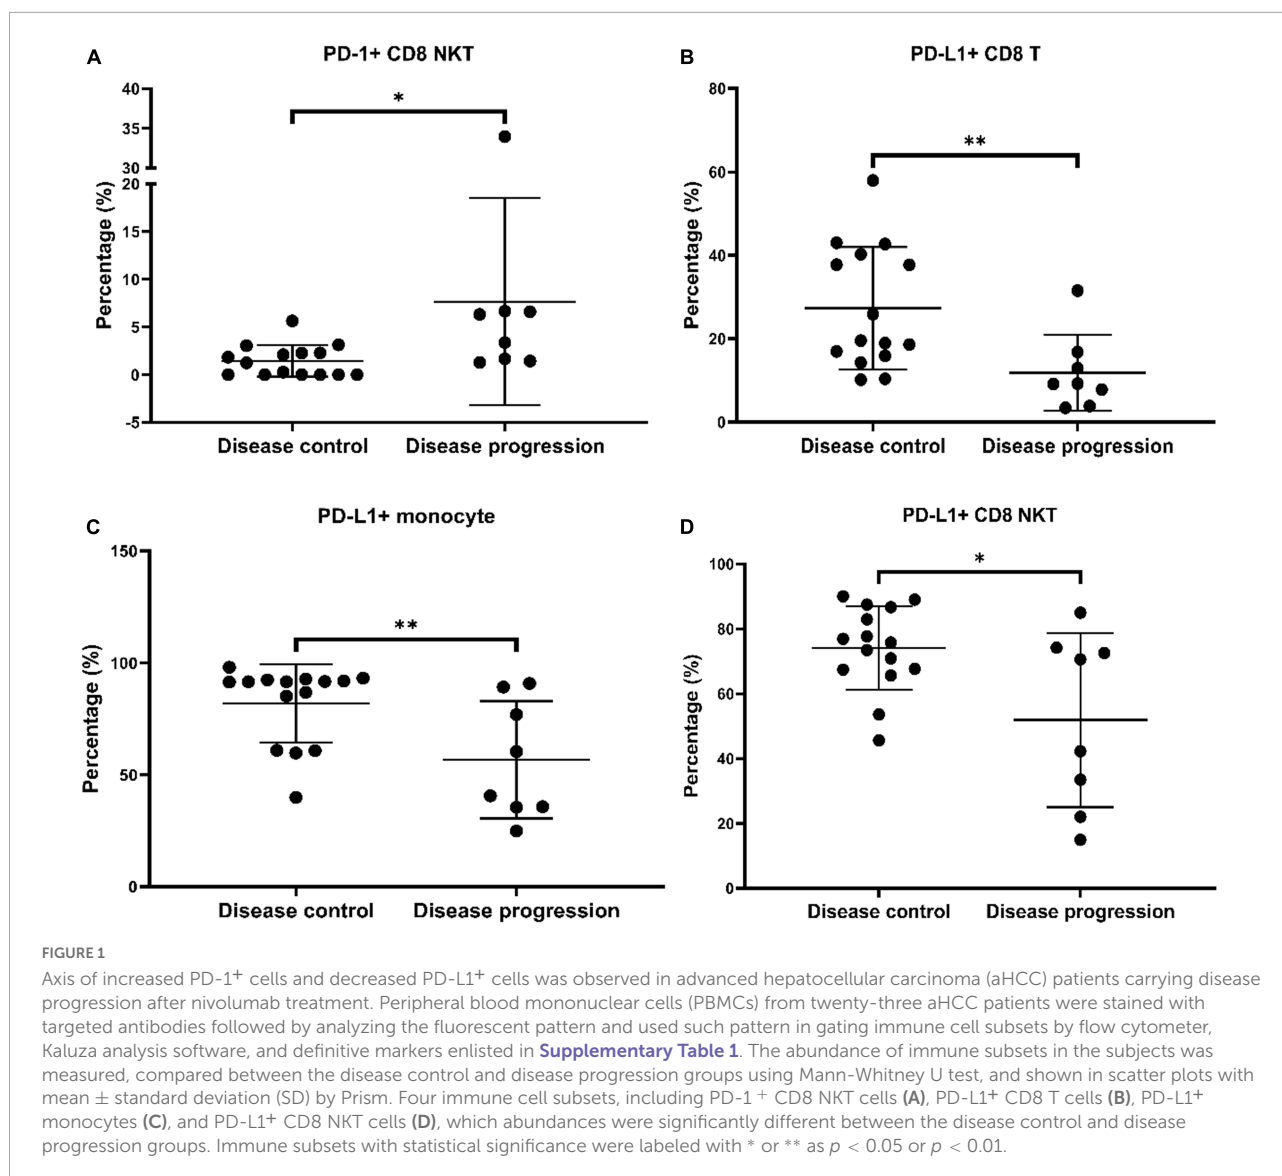 A
PD-1+ CD8 NKT
*
40
35
30
20
15
10
5
0
-5
Percentage (%)
Disease control
Disease progression
B
PD-L1+ CD8 T
**
80
60
40
20
0
Percentage (%)
Disease control
Disease progression
C
PD-L1+ monocyte
**
150
100
50
0
Percentage (%)
Disease control
Disease progression
D
PD-L1+ CD8 NKT
*
100
80
60
40
20
0
Percentage (%)
Disease control
Disease progression
FIGURE 1
Axis of increased PD-1+ cells and decreased PD-L1+ cells was observed in advanced hepatocellular carcinoma (aHCC) patients carrying disease
progression after nivolumab treatment. Peripheral blood mononuclear cells (PBMCs) from twenty-three aHCC patients were stained with
targeted antibodies followed by analyzing the fluorescent pattern and used such pattern in gating immune cell subsets by flow cytometer,
Kaluza analysis software, and definitive markers enlisted in Supplementary Table 1. The abundance of immune subsets in the subjects was
measured, compared between the disease control and disease progression groups using Mann-Whitney U test, and shown in scatter plots with
mean ± standard deviation (SD) by Prism. Four immune cell subsets, including PD-1 + CD8 NKT cells (A), PD-L1+ CD8 T cells (B), PD-L1+
monocytes (C), and PD-L1+ CD8 NKT cells (D), which abundances were significantly different between the disease control and disease
progression groups. Immune subsets with statistical significance were labeled with * or ** as p < 0.05 or p < 0.01.